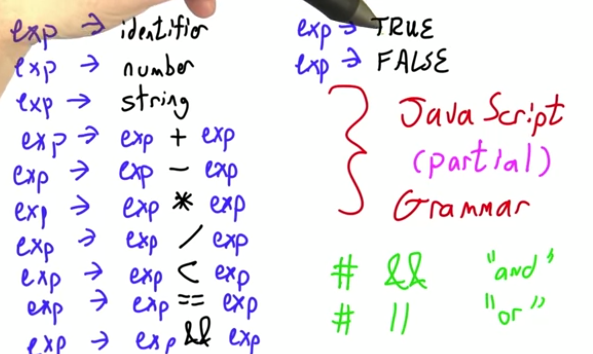 exp → identifier
exp → number
exp → string
exp → exp + exp
exp → exp - exp
exp → exp * exp
exp → exp / exp
exp → exp < exp
exp → exp == exp
exp → exp && exp
exp → TRUE
exp → FALSE
JavaScript
(partial)
Grammar
# && "and"
# || "or"